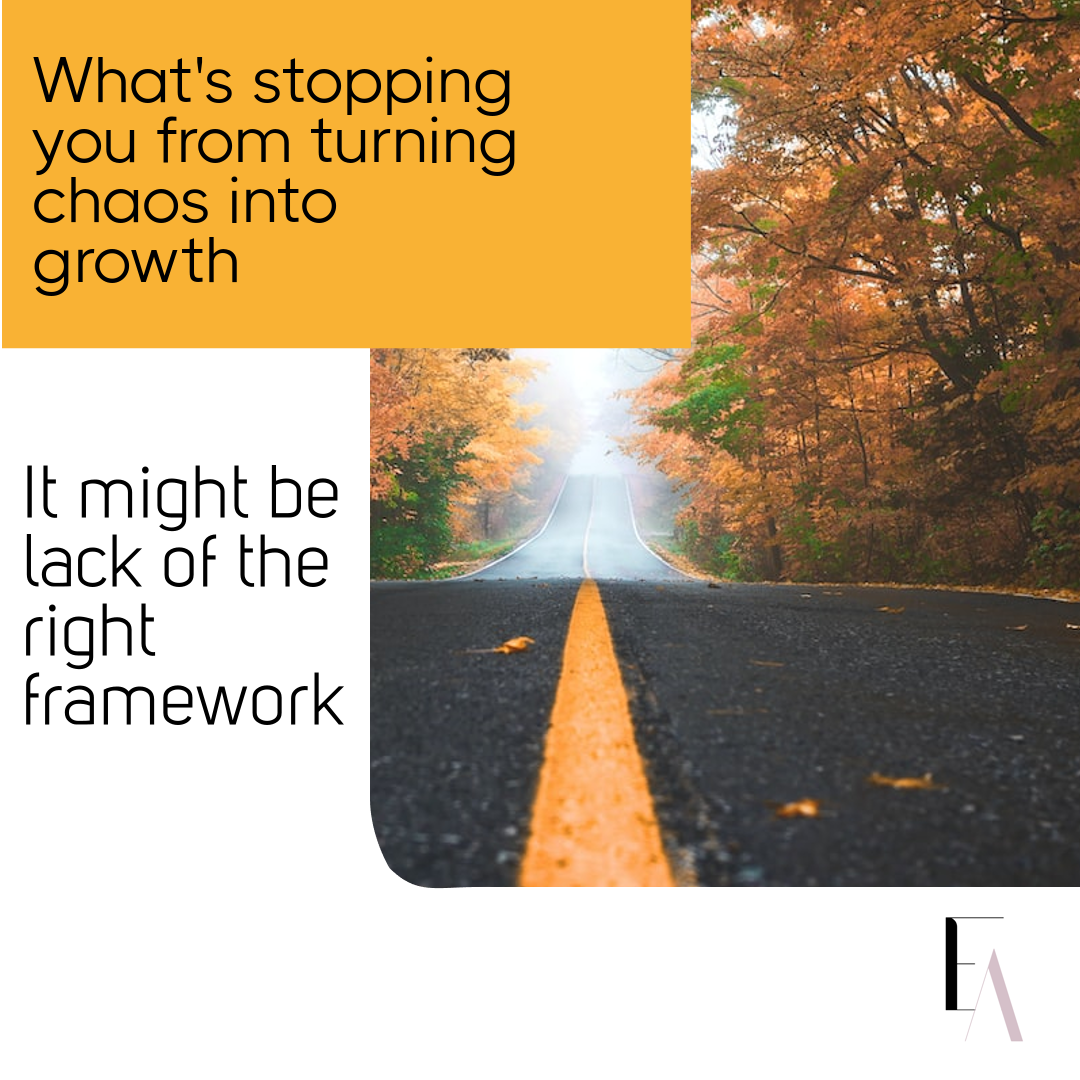 What's stopping
you from turning
chaos into
growth
It might be
lack of the
right
framework
EA